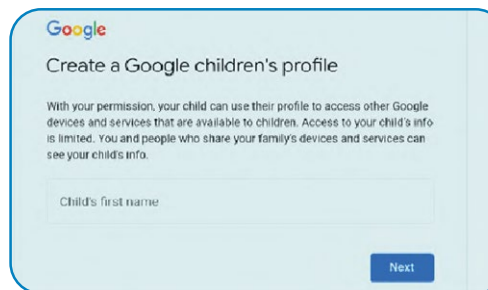 Google
Create a Google children's profile
With your permission, your child can use their profile to access other Google
devices and services that are available to children. Access to your child's info
is limited. You and people who share your family's devices and services can
see your child's info.
Child's first name
Next